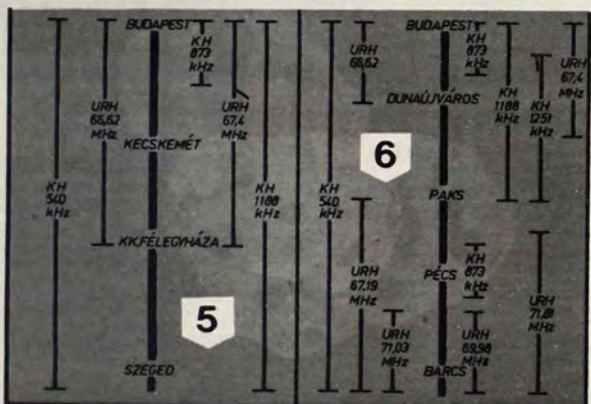 BUDAPEST
KH
873
kHz
URH
66,62
MHz
URH
67,4
MHz
KECSKEMÉT
KH
540
kHz
KH
1188
kHz
KK.FÉLEGYHÁZA
5
SZEGED
BUDAPEST
URH
66,62
KH
873
kHz
URH
67,4
MHz
DUNAÚJVÁROS
KH
1188
kHz
KH
1251
kHz
6
KH
540
kHz
PAKS
URH
67,19
MHz
PÉCS
KH
873
kHz
URH
71,81
MHz
URH
71,03
MHz
URH
69,98
MHz
BARCS